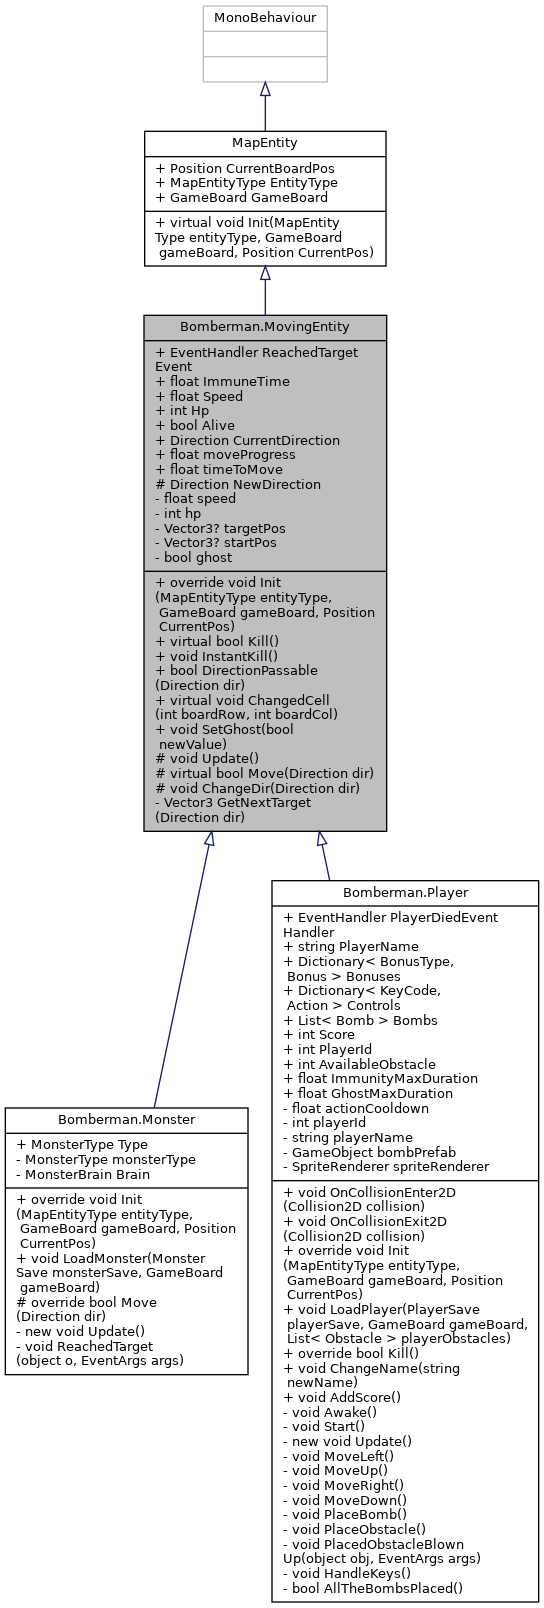 MonoBehaviour
MapEntity
+ Position CurrentBoardPos
+ MapEntityType EntityType
+ GameBoard GameBoard
+ virtual void Init(MapEntity
Type entityType, GameBoard
gameBoard, Position CurrentPos)
Bomberman.MovingEntity
+ EventHandler ReachedTarget
Event
+ float ImmuneTime
+ float Speed
+ int Hp
+ bool Alive
+ Direction CurrentDirection
+ float moveProgress
+ float timeToMove
# Direction NewDirection
- float speed
- int hp
- Vector3? targetPos
- Vector3? startPos
- bool ghost
+ override void Init
(MapEntityType entityType,
GameBoard gameBoard, Position
CurrentPos)
+ virtual bool Kill()
+ void InstantKill()
+ bool DirectionPassable
(Direction dir)
+ virtual void ChangedCell
(int boardRow, int boardCol)
+ void SetGhost(bool
newValue)
# void Update()
# virtual bool Move(Direction dir)
# void ChangeDir(Direction dir)
- Vector3 GetNextTarget
(Direction dir)
Bomberman.Player
+ EventHandler PlayerDiedEvent
Handler
+ string PlayerName
+ Dictionary< BonusType,
Bonus > Bonuses
+ Dictionary< KeyCode,
Action > Controls
+ List< Bomb > Bombs
+ int Score
+ int PlayerId
+ int AvailableObstacle
+ float ImmunityMaxDuration
+ float GhostMaxDuration
- float actionCooldown
- int playerId
- string playerName
- GameObject bombPrefab
- SpriteRenderer spriteRenderer
+ void OnCollisionEnter2D
(Collision2D collision)
+ void OnCollisionExit2D
(Collision2D collision)
+ override void Init
(MapEntityType entityType,
GameBoard gameBoard, Position
CurrentPos)
+ void LoadPlayer(PlayerSave
playerSave, GameBoard gameBoard,
List< Obstacle > playerObstacles)
+ override bool Kill()
+ void ChangeName(string
newName)
+ void AddScore()
- void Awake()
- void Start()
- new void Update()
- void MoveLeft()
- void MoveUp()
- void MoveRight()
- void MoveDown()
- void PlaceBomb()
- void PlaceObstacle()
- void PlacedObstacleBlown
Up(object obj, EventArgs args)
- void HandleKeys()
- bool AllTheBombsPlaced()
Bomberman.Monster
+ MonsterType Type
- MonsterType monsterType
- MonsterBrain Brain
+ override void Init
(MapEntityType entityType,
GameBoard gameBoard, Position
CurrentPos)
+ void LoadMonster(Monster
Save monsterSave, GameBoard
gameBoard)
# override bool Move
(Direction dir)
- new void Update()
- void ReachedTarget
(object o, EventArgs args)